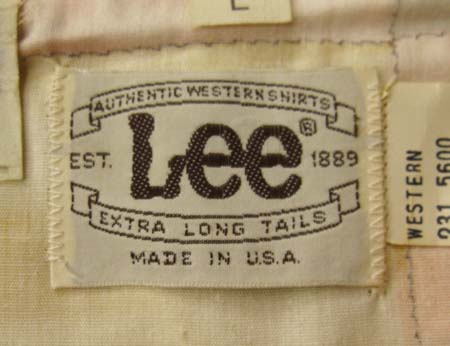 L
AUTHENTIC WESTERN SHIRTS
Lee®
EST. 1889
EXTRA LONG TAILS
MADE IN U.S.A.
WESTERN
231 5600